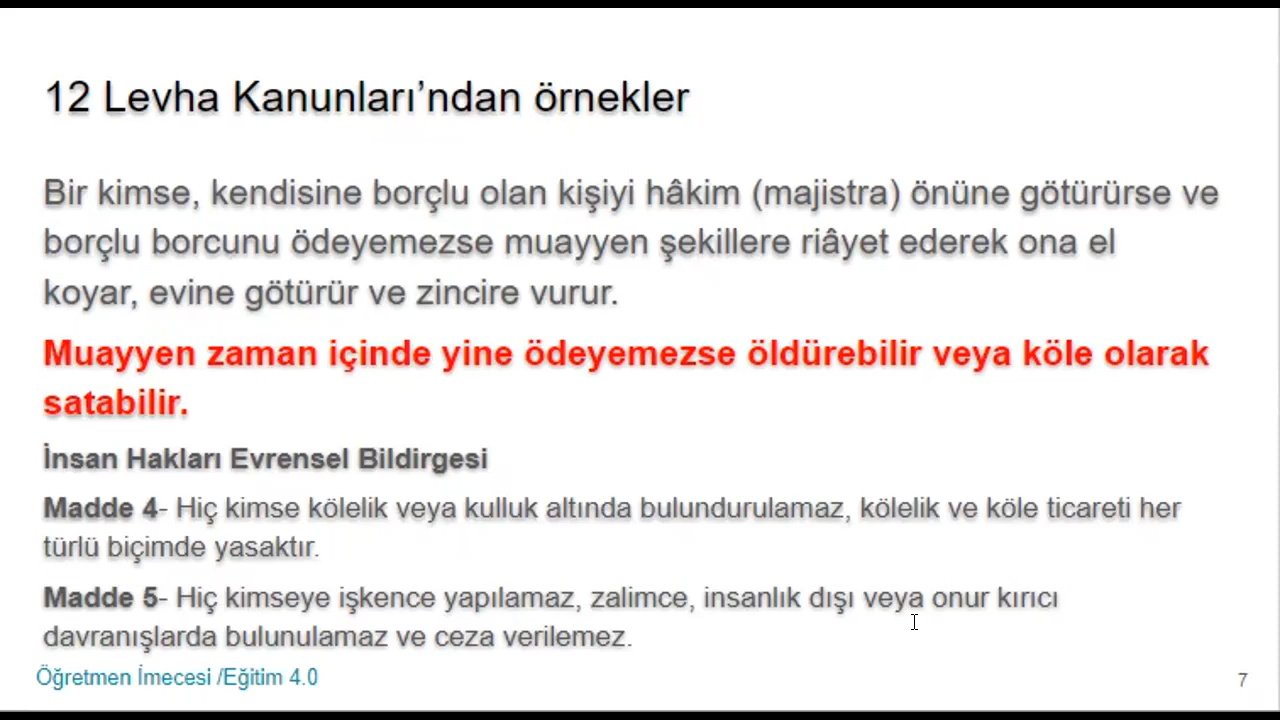 12 Levha Kanunları’ndan örnekler
Bir kimse, kendisine borçlu olan kişiyi hâkim (majistra) önüne götürürse ve
borçlu borcunu ödeyemezse muayyen şekillere riâyet ederek ona el
koyar, evine götürür ve zincire vurur.
Muayyen zaman içinde yine ödeyemezse öldürebilir veya köle olarak
satabilir.
İnsan Hakları Evrensel Bildirgesi
Madde 4- Hiç kimse kölelik veya kulluk altında bulundurulamaz, kölelik ve köle ticareti her
türlü biçimde yasaktır.
Madde 5- Hiç kimseye işkence yapılamaz, zalimce, insanlık dışı veya onur kırıcı
davranışlarda bulunulamaz ve ceza verilemez.
Öğretmen İmecesi /Eğitim 4.0
7